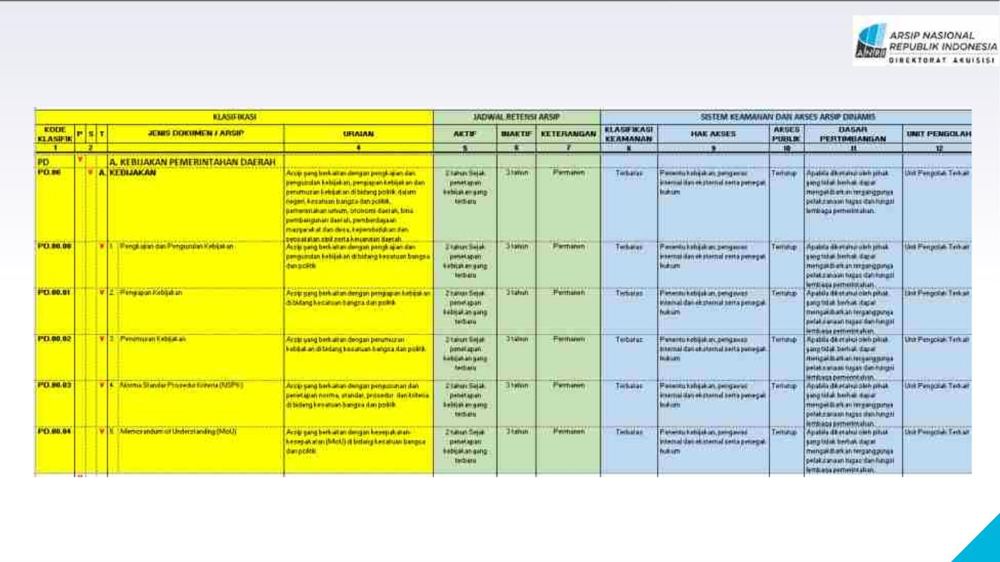 ARSIP NASIONAL
REPUBLIK INDONESIA
ANRI
DIREKTORAT AKUISISI
KLASIFIKASI
JADWAL RETENSI ARSIP
SISTEM KEAMANAN DAN AKSES ARSIP DINAMIS
KODE
KLASIFIK
P
S
T
JENIS DOKUMEN / ARSIP
URAIAN
AKTIF
INAKTIF
KETERANGAN
KLASIFIKASI
KEAMANAN
HAK AKSES
AKSES
PUBLIK
DASAR
PERTIMBANGAN
UNIT PENGOLAH
1
2
4
5
6
7
8
9
10
11
12
PD
A. KEBIJAKAN PEMERINTAHAN DAERAH
PD.00
A. KEBIJAKAN
Arsip yang berkaitan dengan pengkajian dan
pengusulan kebijakan, penyiapan kebijakan dan
perumusan kebijakan di bidang politik dalam
negeri, kesatuan bangsa dan politik,
pemerintahan umum, otonomi daerah, bina
pembangunan daerah, pemberdayaan
masyarakat dan desa, kependudukan dan
pencatatan sipil serta keuangan daerah
2 tahun Sejak
penetapan
kebijakan yang
terbaru
3 tahun
Permanen
Terbatas
Penentu kebijakan, pengawas
internal dan eksternal serta penegak
hukum
Tertutup
Apabila diketahui oleh pihak
yang tidak berhak dapat
mengakibatkan terganggunya
pelaksanaan tugas dan fungsi
lembaga pemerintahan.
Unit Pengolah Terkait
PD.00.00
1. Pengkajian dan Pengusulan Kebijakan
Arsip yang berkaitan dengan pengkajian dan
pengusulan kebijakan di bidang kesatuan bangsa
dan politik
2 tahun Sejak
penetapan
kebijakan yang
terbaru
3 tahun
Permanen
Terbatas
Penentu kebijakan, pengawas
internal dan eksternal serta penegak
hukum
Tertutup
Apabila diketahui oleh pihak
yang tidak berhak dapat
mengakibatkan terganggunya
pelaksanaan tugas dan fungsi
lembaga pemerintahan.
Unit Pengolah Terkait
PD.00.01
2. Penyiapan Kebijakan
Arsip yang berkaitan dengan penyiapan kebijakan
di bidang kesatuan bangsa dan politik
2 tahun Sejak
penetapan
kebijakan yang
terbaru
3 tahun
Permanen
Terbatas
Penentu kebijakan, pengawas
internal dan eksternal serta penegak
hukum
Tertutup
Apabila diketahui oleh pihak
yang tidak berhak dapat
mengakibatkan terganggunya
pelaksanaan tugas dan fungsi
lembaga pemerintahan.
Unit Pengolah Terkait
PD.00.02
3. Perumusan Kebijakan
Arsip yang berkaitan dengan perumusan
kebijakan di bidang kesatuan bangsa dan politik
2 tahun Sejak
penetapan
kebijakan yang
terbaru
3 tahun
Permanen
Terbatas
Penentu kebijakan, pengawas
internal dan eksternal serta penegak
hukum
Tertutup
Apabila diketahui oleh pihak
yang tidak berhak dapat
mengakibatkan terganggunya
pelaksanaan tugas dan fungsi
lembaga pemerintahan.
Unit Pengolah Terkait
PD.00.03
4. Norma Standar Prosedur Kriteria (NSPK)
Arsip yang berkaitan dengan penyusunan dan
penetapan norma, standar, prosedur dan kriteria
di bidang kesatuan bangsa dan politik
2 tahun Sejak
penetapan
kebijakan yang
terbaru
3 tahun
Permanen
Terbatas
Penentu kebijakan, pengawas
internal dan eksternal serta penegak
hukum
Tertutup
Apabila diketahui oleh pihak
yang tidak berhak dapat
mengakibatkan terganggunya
pelaksanaan tugas dan fungsi
lembaga pemerintahan.
Unit Pengolah Terkait
PD.00.04
5. Memorandum of Understanding (MoU)
Arsip yang berkaitan dengan kesepakatan-
kesepakatan (MoU) di bidang kesatuan bangsa
dan politik
2 tahun Sejak
penetapan
kebijakan yang
terbaru
3 tahun
Permanen
Terbatas
Penentu kebijakan, pengawas
internal dan eksternal serta penegak
hukum
Tertutup
Apabila diketahui oleh pihak
yang tidak berhak dapat
mengakibatkan terganggunya
pelaksanaan tugas dan fungsi
lembaga pemerintahan.
Unit Pengolah Terkait